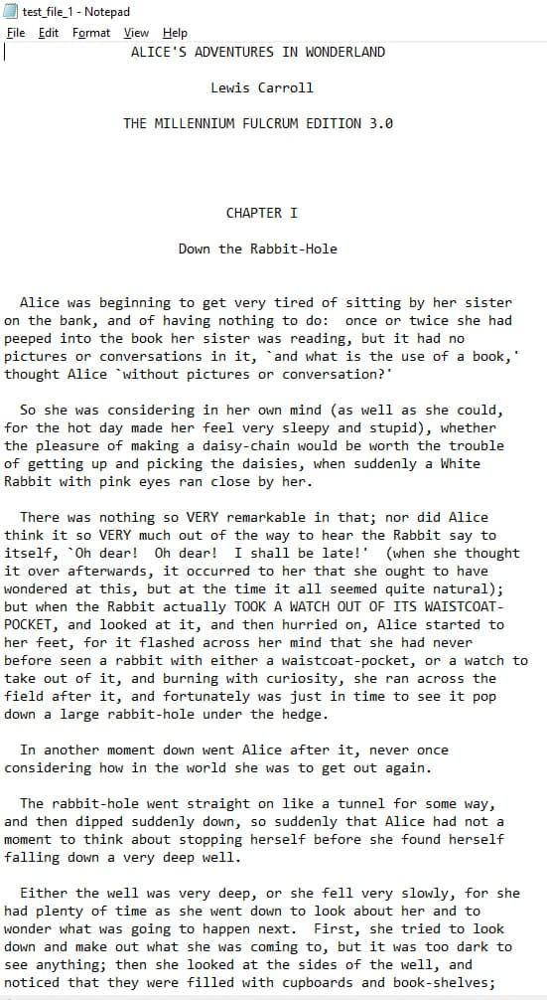 test_file_1 - Notepad
File Edit Format View Help
ALICE'S ADVENTURES IN WONDERLAND
Lewis Carroll
THE MILLENNIUM FULCRUM EDITION 3.0
CHAPTER I
Down the Rabbit-Hole
Alice was beginning to get very tired of sitting by her sister
on the bank, and of having nothing to do:  once or twice she had
peeped into the book her sister was reading, but it had no
pictures or conversations in it, `and what is the use of a book,'
thought Alice `without pictures or conversation?'
So she was considering in her own mind (as well as she could,
for the hot day made her feel very sleepy and stupid), whether
the pleasure of making a daisy-chain would be worth the trouble
of getting up and picking the daisies, when suddenly a White
Rabbit with pink eyes ran close by her.
There was nothing so VERY remarkable in that; nor did Alice
think it so VERY much out of the way to hear the Rabbit say to
itself, `Oh dear!  Oh dear!  I shall be late!'  (when she thought
it over afterwards, it occurred to her that she ought to have
wondered at this, but at the time it all seemed quite natural);
but when the Rabbit actually TOOK A WATCH OUT OF ITS WAISTCOAT-
POCKET, and looked at it, and then hurried on, Alice started to
her feet, for it flashed across her mind that she had never
before seen a rabbit with either a waistcoat-pocket, or a watch to
take out of it, and burning with curiosity, she ran across the
field after it, and fortunately was just in time to see it pop
down a large rabbit-hole under the hedge.
In another moment down went Alice after it, never once
considering how in the world she was to get out again.
The rabbit-hole went straight on like a tunnel for some way,
and then dipped suddenly down, so suddenly that Alice had not a
moment to think about stopping herself before she found herself
falling down a very deep well.
Either the well was very deep, or she fell very slowly, for she
had plenty of time as she went down to look about her and to
wonder what was going to happen next.  First, she tried to look
down and make out what she was coming to, but it was too dark to
see anything; then she looked at the sides of the well, and
noticed that they were filled with cupboards and book-shelves;